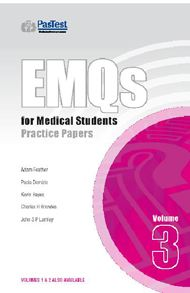 PasTest
EMQs
for Medical Students
Practice Papers
Adam Feather
Paola Domizio
Kevin Hayes
Charles H Knowles
John S P Lumley
Volume
3
VOLUMES 1 & 2 ALSO AVAILABLE